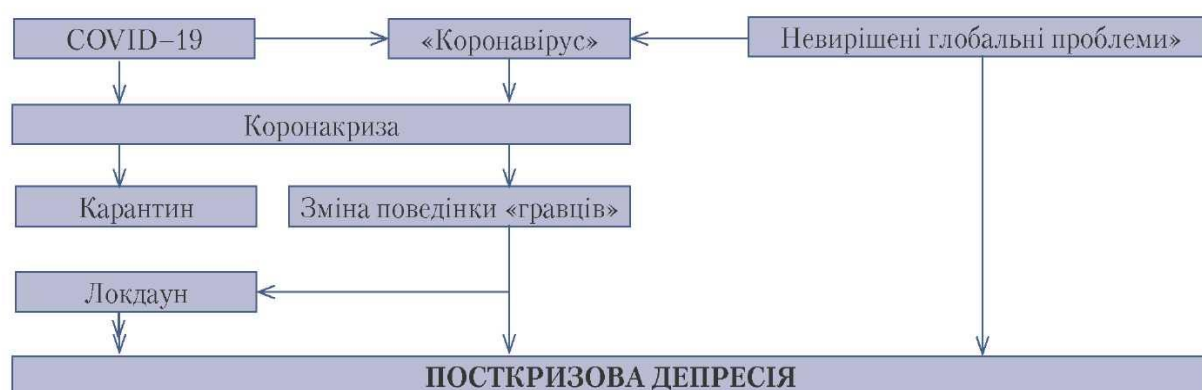 COVID–19
«Коронавірус»
Невирішені глобальні проблеми»
Коронакриза
Карантин
Зміна поведінки «гравців»
Локдаун
ПОСТКРИЗОВА ДЕПРЕСІЯ